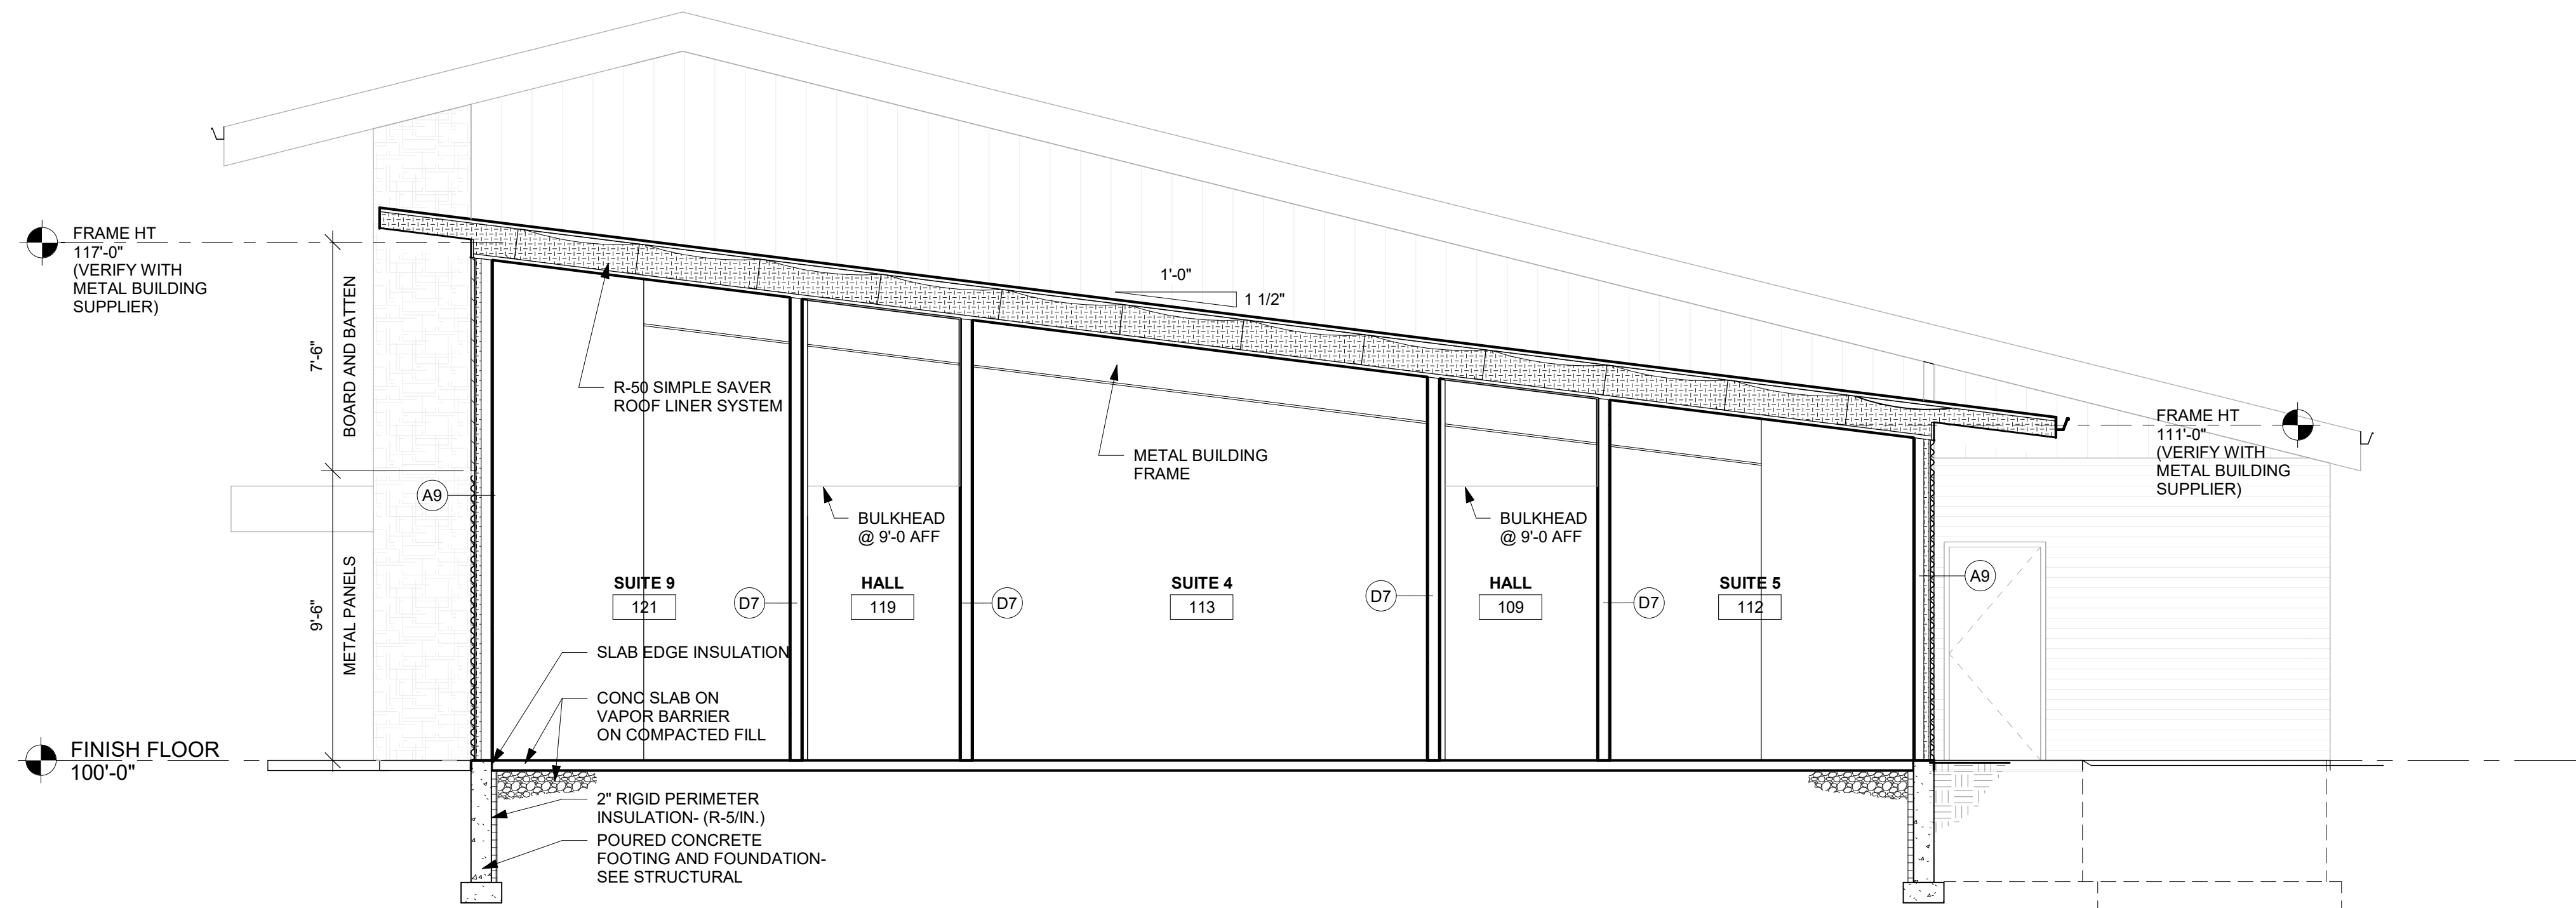 FRAME HT
117'-0"
(VERIFY WITH
METAL BUILDING
SUPPLIER)
7'-6"
BOARD AND BATTEN
9'-6"
METAL PANELS
A9
FINISH FLOOR
100'-0"
R-50 SIMPLE SAVER
ROOF LINER SYSTEM
1'-0"
1 1/2"
METAL BUILDING
FRAME
BULKHEAD
@ 9'-0 AFF
BULKHEAD
@ 9'-0 AFF
FRAME HT
111'-0"
(VERIFY WITH
METAL BUILDING
SUPPLIER)
SUITE 9
121
D7
HALL
119
D7
SUITE 4
113
D7
HALL
109
D7
SUITE 5
112
A9
SLAB EDGE INSULATION
CONC SLAB ON
VAPOR BARRIER
ON COMPACTED FILL
2" RIGID PERIMETER
INSULATION- (R-5/IN.)
POURED CONCRETE
FOOTING AND FOUNDATION-
SEE STRUCTURAL